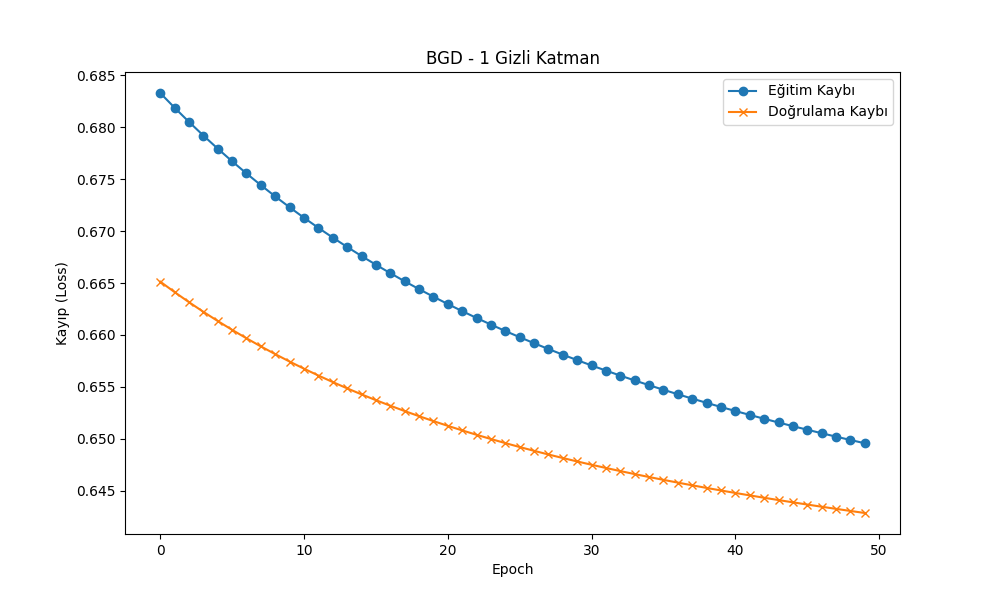 BGD - 1 Gizli Katman
Eğitim Kaybı
Doğrulama Kaybı
Kayıp (Loss)
0.685
0.680
0.675
0.670
0.665
0.660
0.655
0.650
0.645
0 10 20 30 40 50
Epoch